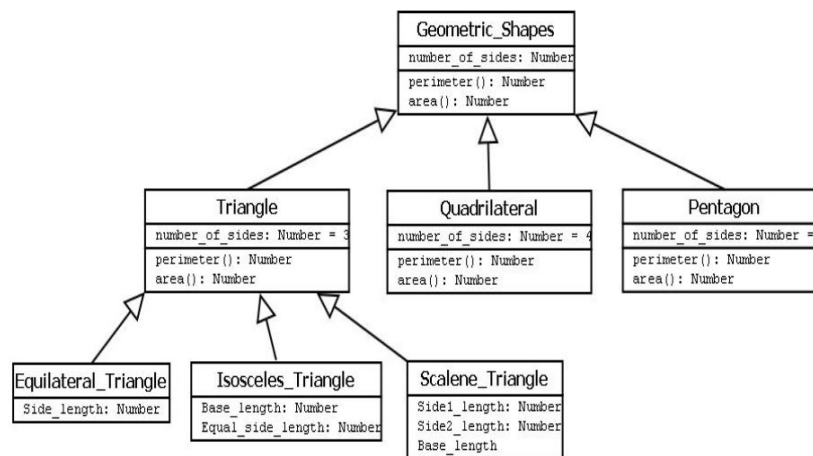 Geometric_Shapes
number_of_sides: Number
perimeter(): Number
area(): Number
Triangle
number_of_sides: Number = 3
perimeter(): Number
area(): Number
Quadrilateral
number_of_sides: Number = 4
perimeter(): Number
area(): Number
Pentagon
number_of_sides: Number =
perimeter(): Number
area(): Number
Equilateral_Triangle
Side_length: Number
Isosceles_Triangle
Base_length: Number
Equal_side_length: Number
Scalene_Triangle
Side1_length: Number
Side2_length: Number
Base_length